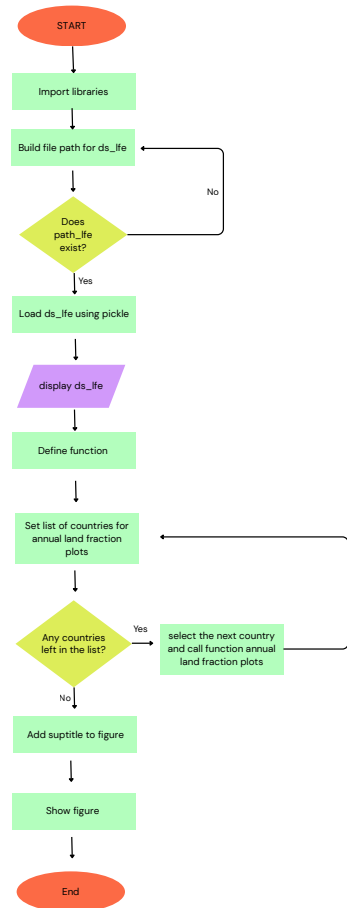 START
Import libraries
Build file path for ds_lfe
No
Does
path_lfe
exist?
Yes
Load ds_lfe using pickle
display ds_lfe
Define function
Set list of countries for
annual land fraction
plots
Any countries
left in the list?
Yes
select the next country
and call function annual
land fraction plots
No
Add suptitle to figure
Show figure
End